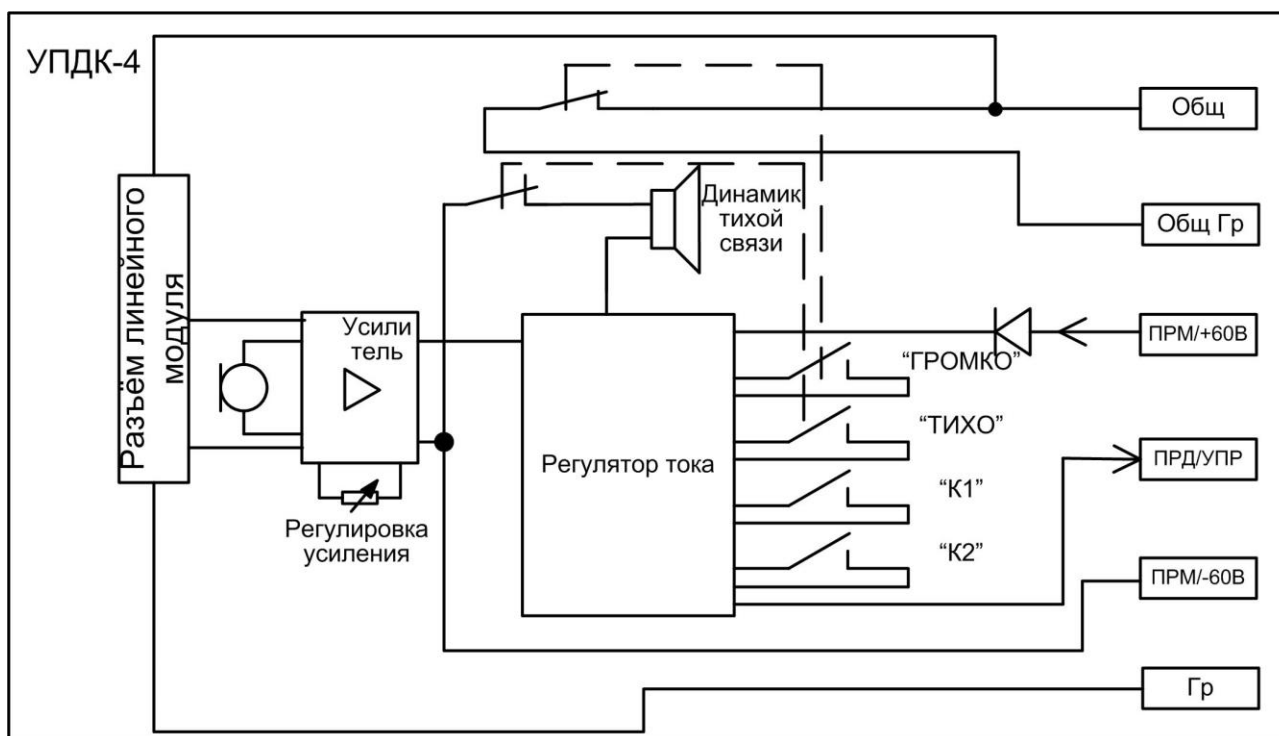 УПДК-4
Общ
Общ Гр
Динамик
тихой
связи
Разъём линейного
модуля
Усили
тель
ПРМ/+60В
“ГРОМКО”
“ТИХО”
ПРД/УПР
Регулятор тока
“К1”
Регулировка
усиления
“К2”
ПРМ/-60В
Гр